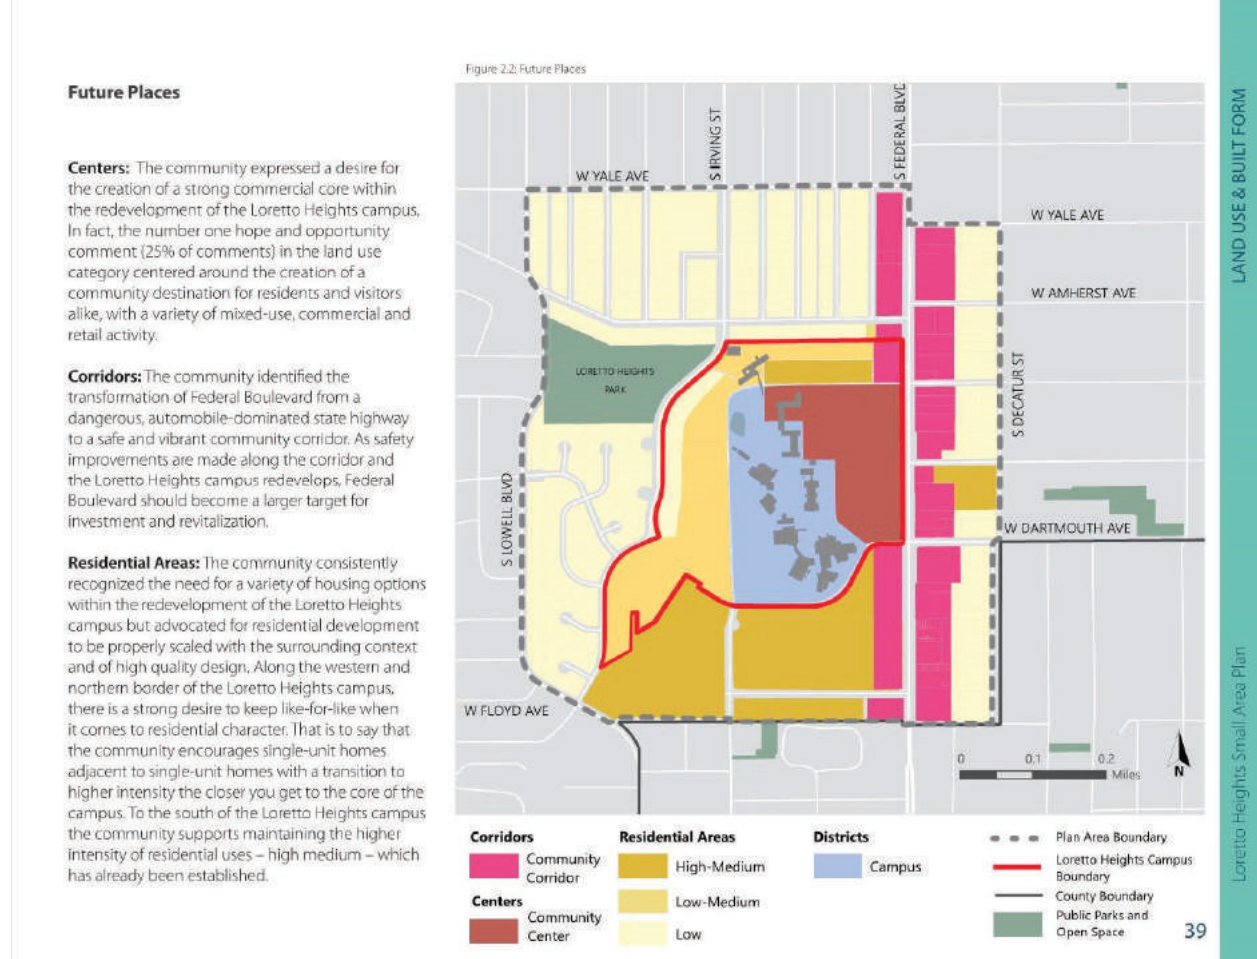 Future Places
Centers: The community expressed a desire for
the creation of a strong commercial core within
the redevelopment of the Loretto Heights campus.
In fact, the number one hope and opportunity
comment (25% of comments) in the land use
category centered around the creation of a
community destination for residents and visitors
alike, with a variety of mixed-use, commercial and
retail activity.
Corridors: The community identified the
transformation of Federal Boulevard from a
dangerous, automobile-dominated state highway
to a safe and vibrant community corridor. As safety
improvements are made along the corridor and
the Loretto Heights campus redevelops, Federal
Boulevard should become a larger target for
investment and revitalization.
Residential Areas: The community consistently
recognized the need for a variety of housing options
within the redevelopment of the Loretto Heights
campus but advocated for residential development
to be properly scaled with the surrounding context
and of high quality design. Along the western and
northern border of the Loretto Heights campus,
there is a strong desire to keep like-for-like when
it comes to residential character. That is to say that
the community encourages single-unit homes
adjacent to single-unit homes with a transition to
higher intensity the closer you get to the core of the
campus. To the south of the Loretto Heights campus
the community supports maintaining the higher
intensity of residential uses – high medium – which
has already been established.
Figure 2.2: Future Places
S IRVING ST
S FEDERAL BLVD
W YALE AVE
W YALE AVE
W AMHERST AVE
LORETTO HEIGHTS
PARK
S DECATUR ST
S LOWELL BLVD
W DARTMOUTH AVE
W FLOYD AVE
0 0.1 0.2
Miles
N
Corridors
Community
Corridor
Centers
Community
Center
Residential Areas
High-Medium
Low-Medium
Low
Districts
Campus
Plan Area Boundary
Loretto Heights Campus
Boundary
County Boundary
Public Parks and
Open Space
LAND USE & BUILT FORM
Loretto Heights Small Area Plan
39